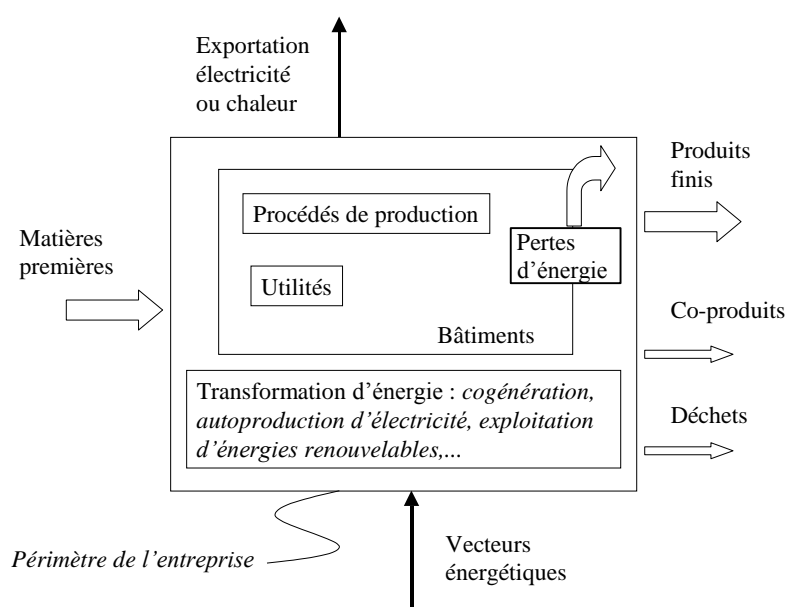 Exportation
électricité
ou chaleur
Produits
finis
Procédés de production
Matières
premières
Pertes
d’énergie
Utilités
Co-produits
Bâtiments
Transformation d’énergie : cogénération,
autoproduction d’électricité, exploitation
d’énergies renouvelables,...
Déchets
Périmètre de l’entreprise
Vecteurs
énergétiques